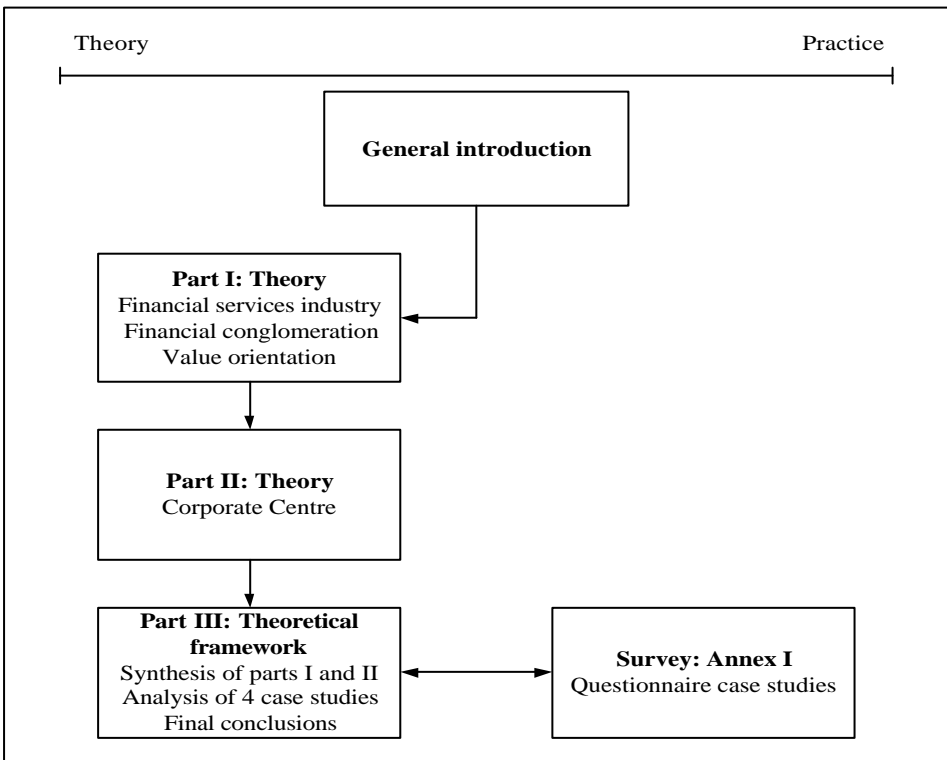 Theory Practice
General introduction
Part I: Theory
Financial services industry
Financial conglomeration
Value orientation
Part II: Theory
Corporate Centre
Part III: Theoretical
framework
Synthesis of parts I and II
Analysis of 4 case studies
Final conclusions
Survey: Annex I
Questionnaire case studies